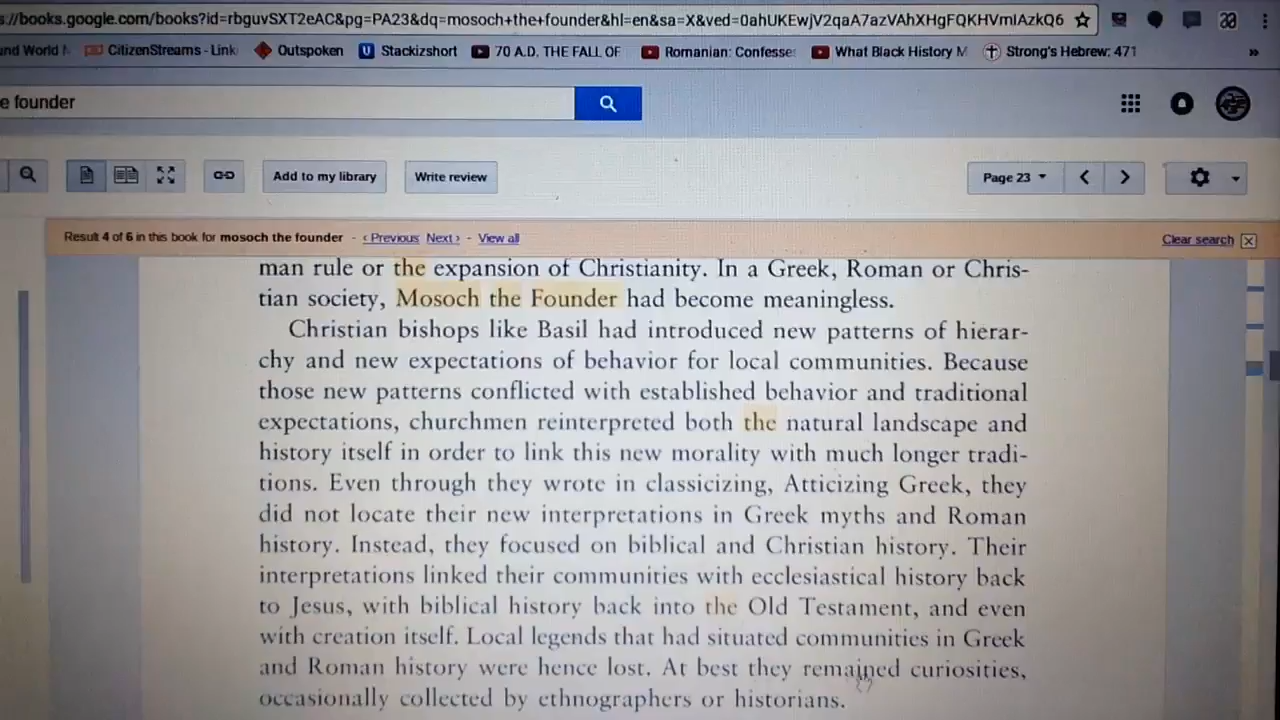 s://books.google.com/books?id=rbguvSXT2eAC&pg=PA23&dq=mosoch+the+founder&hl=en&sa=X&ved=0ahUKEwjV2qaA7azVAhXHgFQKHVmIAzkQ6
und World CitizenStreams - Link Outspoken Stackizshort 70 A.D. THE FALL OF Romanian: Confesse What Black History M Strong's Hebrew: 471 »
e founder
Add to my library Write review Page 23
Result 4 of 6 in this book for mosoch the founder - ‹ Previous Next › - View all Clear search
man rule or the expansion of Christianity. In a Greek, Roman or Chris-
tian society, Mosoch the Founder had become meaningless.
Christian bishops like Basil had introduced new patterns of hierar-
chy and new expectations of behavior for local communities. Because
those new patterns conflicted with established behavior and traditional
expectations, churchmen reinterpreted both the natural landscape and
history itself in order to link this new morality with much longer tradi-
tions. Even through they wrote in classicizing, Atticizing Greek, they
did not locate their new interpretations in Greek myths and Roman
history. Instead, they focused on biblical and Christian history. Their
interpretations linked their communities with ecclesiastical history back
to Jesus, with biblical history back into the Old Testament, and even
with creation itself. Local legends that had situated communities in Greek
and Roman history were hence lost. At best they remained curiosities,
occasionally collected by ethnographers or historians.